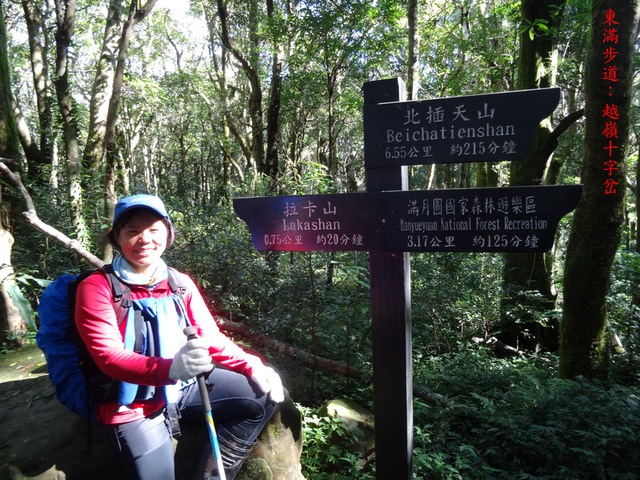 東滿步道：越嶺十字岔
北插天山
Beichatienshan
6.55公里 約215分鐘
拉卡山
Lakashan
0.75公里 約20分鐘
滿月圓國家森林遊樂區
Manyueyuan National Forest Recreation
3.17公里 約125分鐘